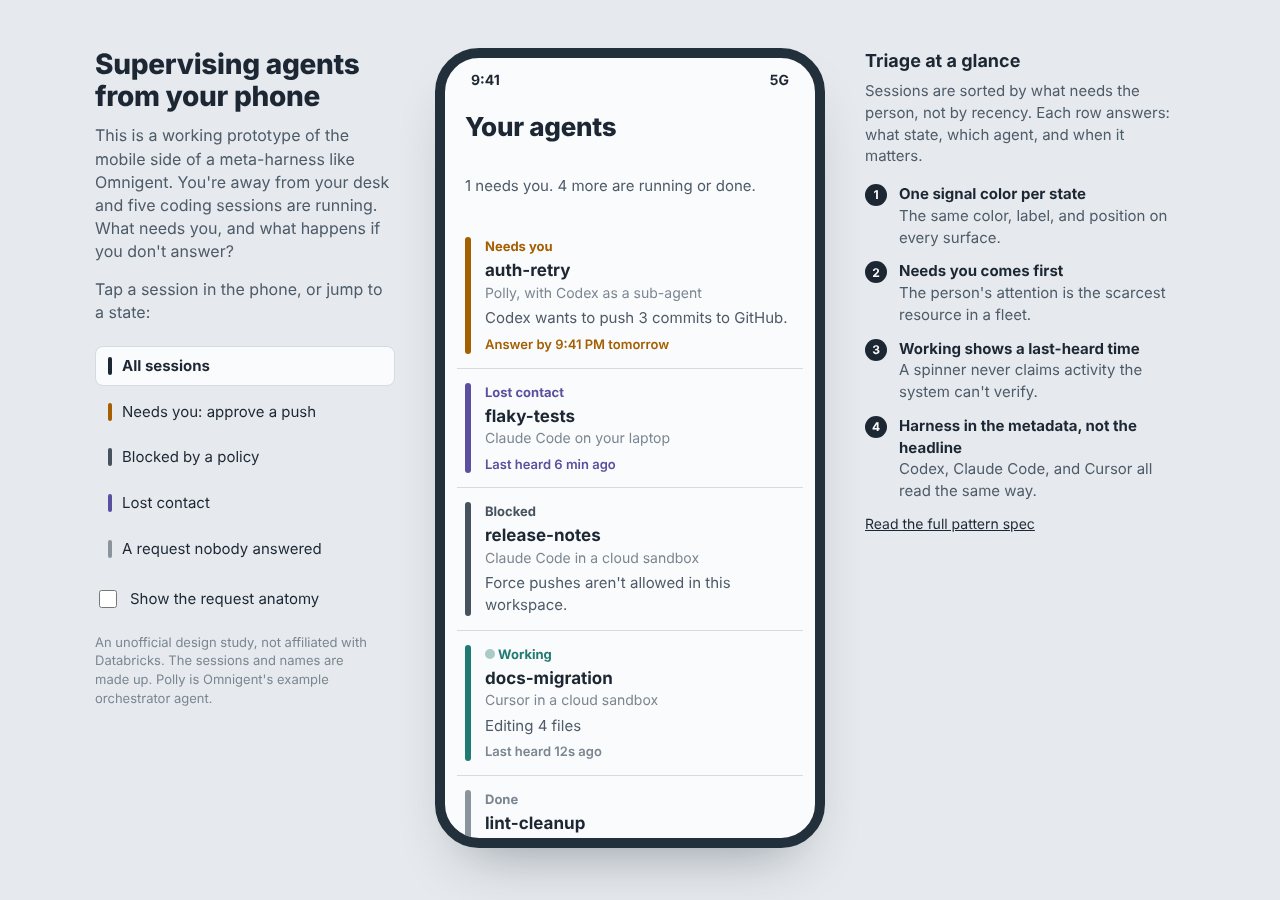 Supervising agents
from your phone
This is a working prototype of the
mobile side of a meta-harness like
Omnigent. You're away from your desk
and five coding sessions are running.
What needs you, and what happens if
you don't answer?
Tap a session in the phone, or jump to
a state:
All sessions
Needs you: approve a push
Blocked by a policy
Lost contact
A request nobody answered
Show the request anatomy
An unofficial design study, not affiliated with
Databricks. The sessions and names are
made up. Polly is Omnigent's example
orchestrator agent.
9:41
5G
Your agents
1 needs you. 4 more are running or done.
Needs you
auth-retry
Polly, with Codex as a sub-agent
Codex wants to push 3 commits to GitHub.
Answer by 9:41 PM tomorrow
Lost contact
flaky-tests
Claude Code on your laptop
Last heard 6 min ago
Blocked
release-notes
Claude Code in a cloud sandbox
Force pushes aren't allowed in this
workspace.
Working
docs-migration
Cursor in a cloud sandbox
Editing 4 files
Last heard 12s ago
Done
lint-cleanup
Triage at a glance
Sessions are sorted by what needs the
person, not by recency. Each row answers:
what state, which agent, and when it
matters.
1 One signal color per state
The same color, label, and position on
every surface.
2 Needs you comes first
The person's attention is the scarcest
resource in a fleet.
3 Working shows a last-heard time
A spinner never claims activity the
system can't verify.
4 Harness in the metadata, not the
headline
Codex, Claude Code, and Cursor all
read the same way.
Read the full pattern spec